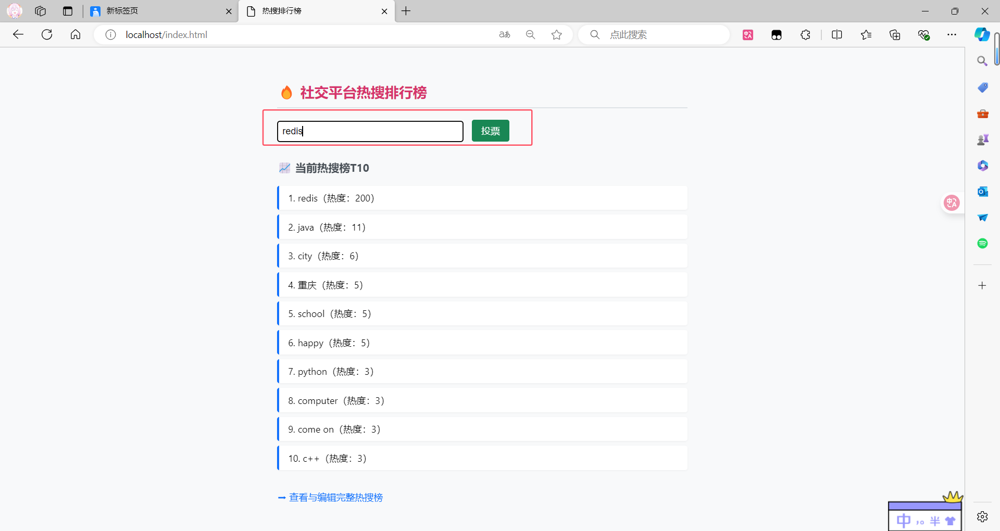 新标签页
热搜排行榜
localhost/index.html
aあ
点此搜索
社交平台热搜排行榜
redis
投票
当前热搜榜T10
1. redis（热度：200）
2. java（热度：11）
3. city（热度：6）
4. 重庆（热度：5）
5. school（热度：5）
6. happy（热度：5）
7. python（热度：3）
8. computer（热度：3）
9. come on（热度：3）
10. c++（热度：3）
→ 查看与编辑完整热搜榜
中 ,。半